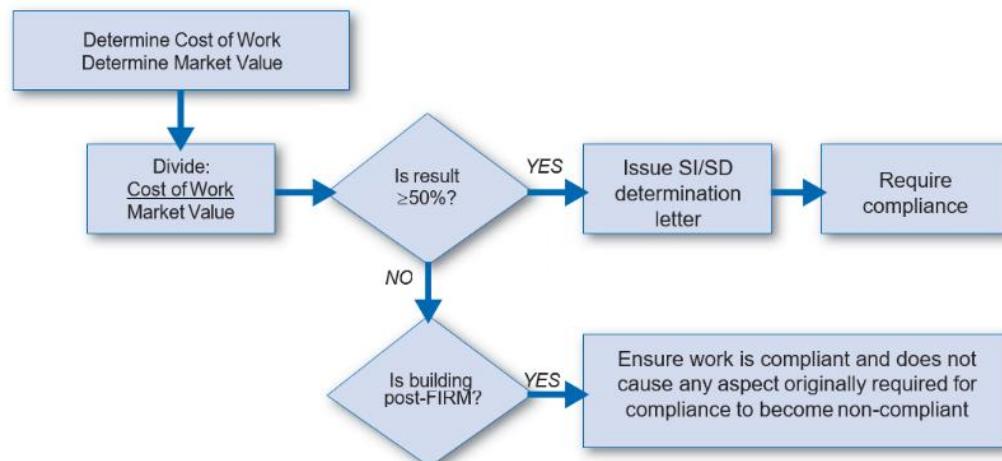 Determine Cost of Work
Determine Market Value
Divide:
Cost of Work
Market Value
Is result
≥50%?
YES
Issue SI/SD
determination
letter
Require
compliance
NO
Is building
post-FIRM?
YES
Ensure work is compliant and does not
cause any aspect originally required for
compliance to become non-compliant